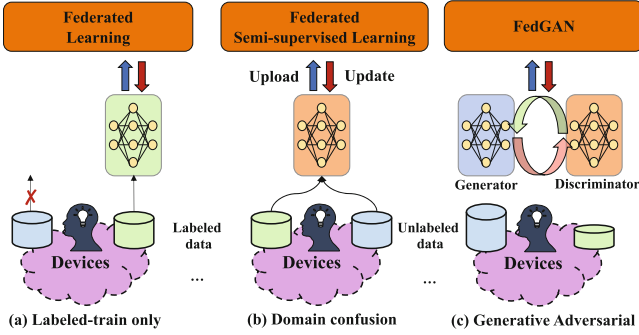 Federated
Learning
Federated
Semi-supervised Learning
FedGAN
Upload
Update
Generator
Discriminator
Labeled
data
Unlabeled
data
Devices
...
Devices
...
Devices
(a) Labeled-train only
(b) Domain confusion
(c) Generative Adversarial